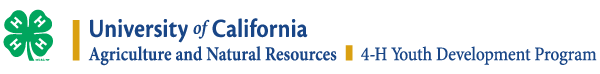 H H
H H
University of California
Agriculture and Natural Resources 4-H Youth Development Program